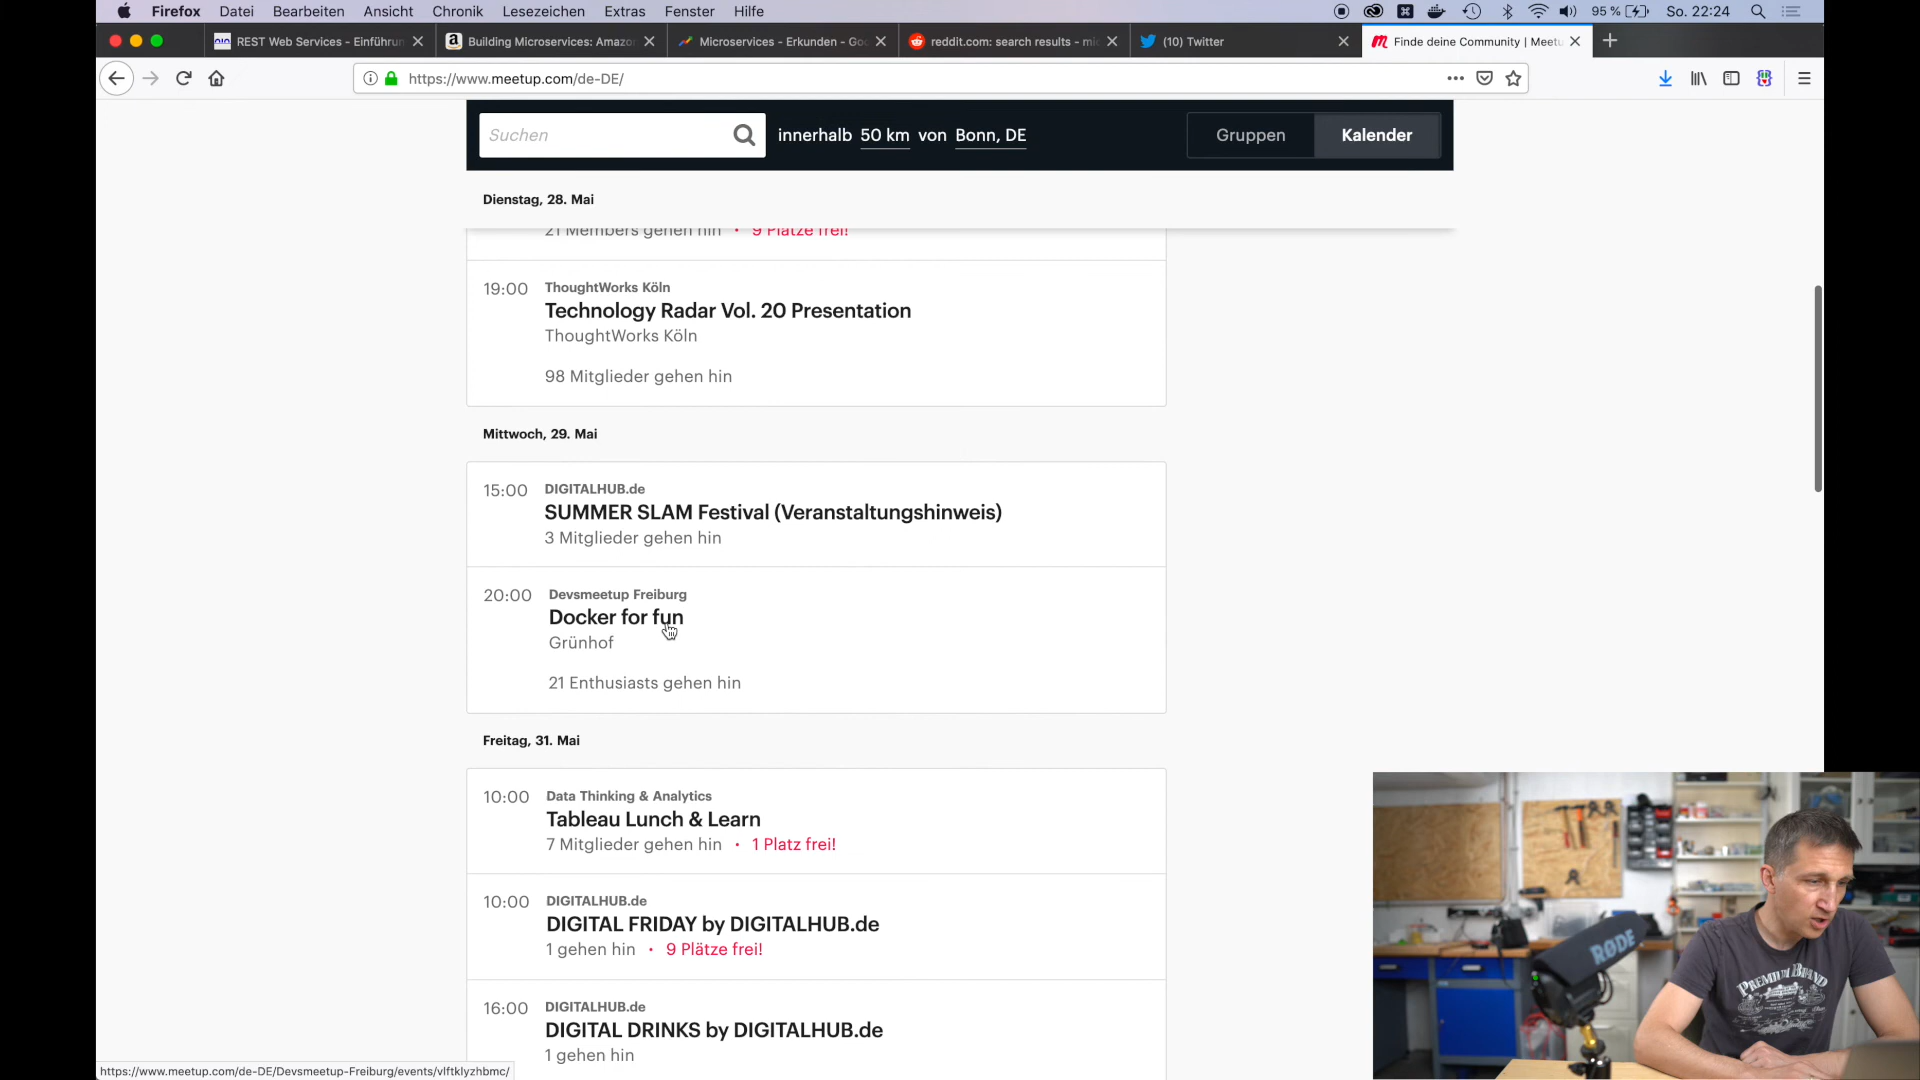 Firefox Datei Bearbeiten Ansicht Chronik Lesezeichen Extras Fenster Hilfe 95 % So. 22:24
REST Web Services - Einführun
Building Microservices: Amazo
Microservices - Erkunden - Goo
reddit.com: search results - mi
(10) Twitter
Finde deine Community | Meetu
https://www.meetup.com/de-DE/
Suchen innerhalb 50 km von Bonn, DE Gruppen Kalender
Dienstag, 28. Mai
21 Members gehen hin • 9 Plätze frei!
19:00 ThoughtWorks Köln
Technology Radar Vol. 20 Presentation
ThoughtWorks Köln
98 Mitglieder gehen hin
Mittwoch, 29. Mai
15:00 DIGITALHUB.de
SUMMER SLAM Festival (Veranstaltungshinweis)
3 Mitglieder gehen hin
20:00 Devsmeetup Freiburg
Docker for fun
Grünhof
21 Enthusiasts gehen hin
Freitag, 31. Mai
10:00 Data Thinking & Analytics
Tableau Lunch & Learn
7 Mitglieder gehen hin • 1 Platz frei!
10:00 DIGITALHUB.de
DIGITAL FRIDAY by DIGITALHUB.de
1 gehen hin • 9 Plätze frei!
16:00 DIGITALHUB.de
DIGITAL DRINKS by DIGITALHUB.de
1 gehen hin
https://www.meetup.com/de-DE/Devsmeetup-Freiburg/events/vlftklyzhbmc/
RØDE
PREMIUM BRAND